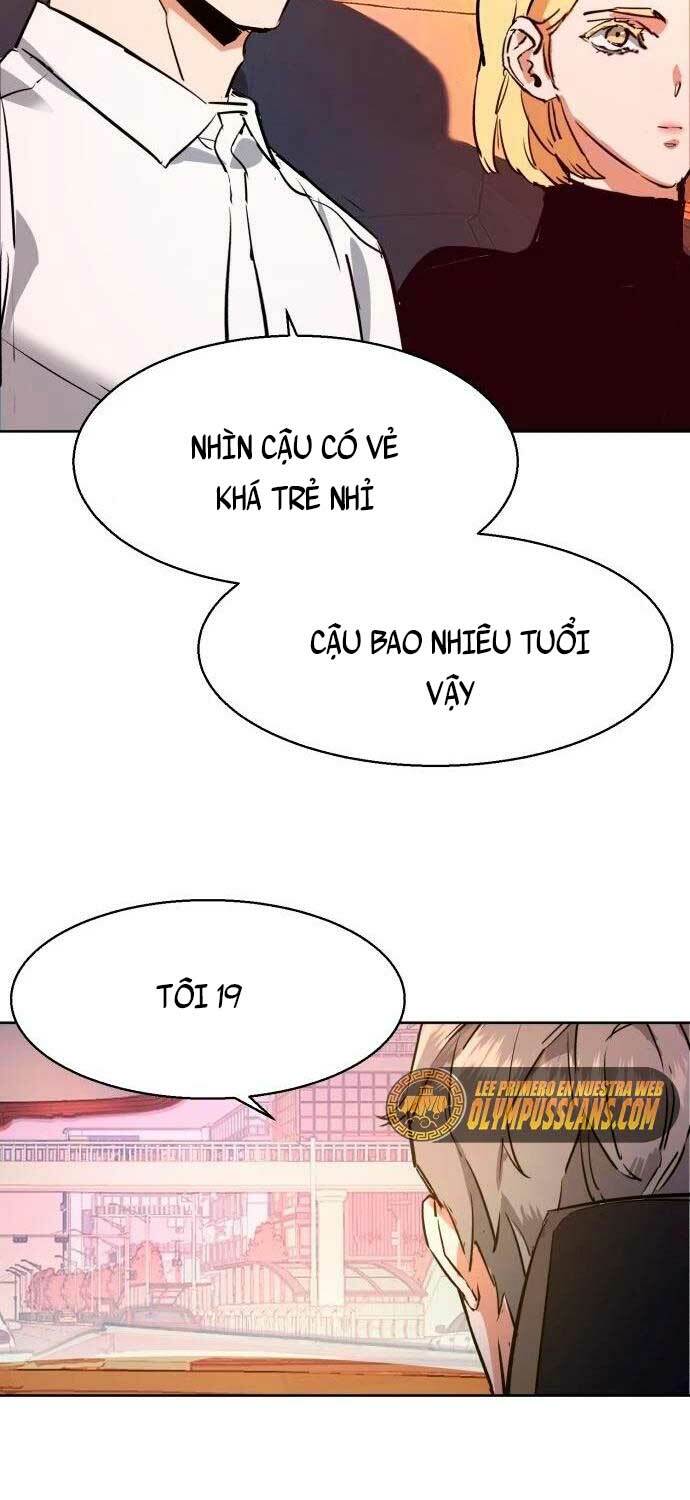 NHÌN CẬU CÓ VẺ
KHÁ TRẺ NHỈ
CẬU BAO NHIÊU TUỔI
VẬY
TÔI 19
LEE PRIMERO EN NUESTRA WEB
OLYMPUSSCANS.COM